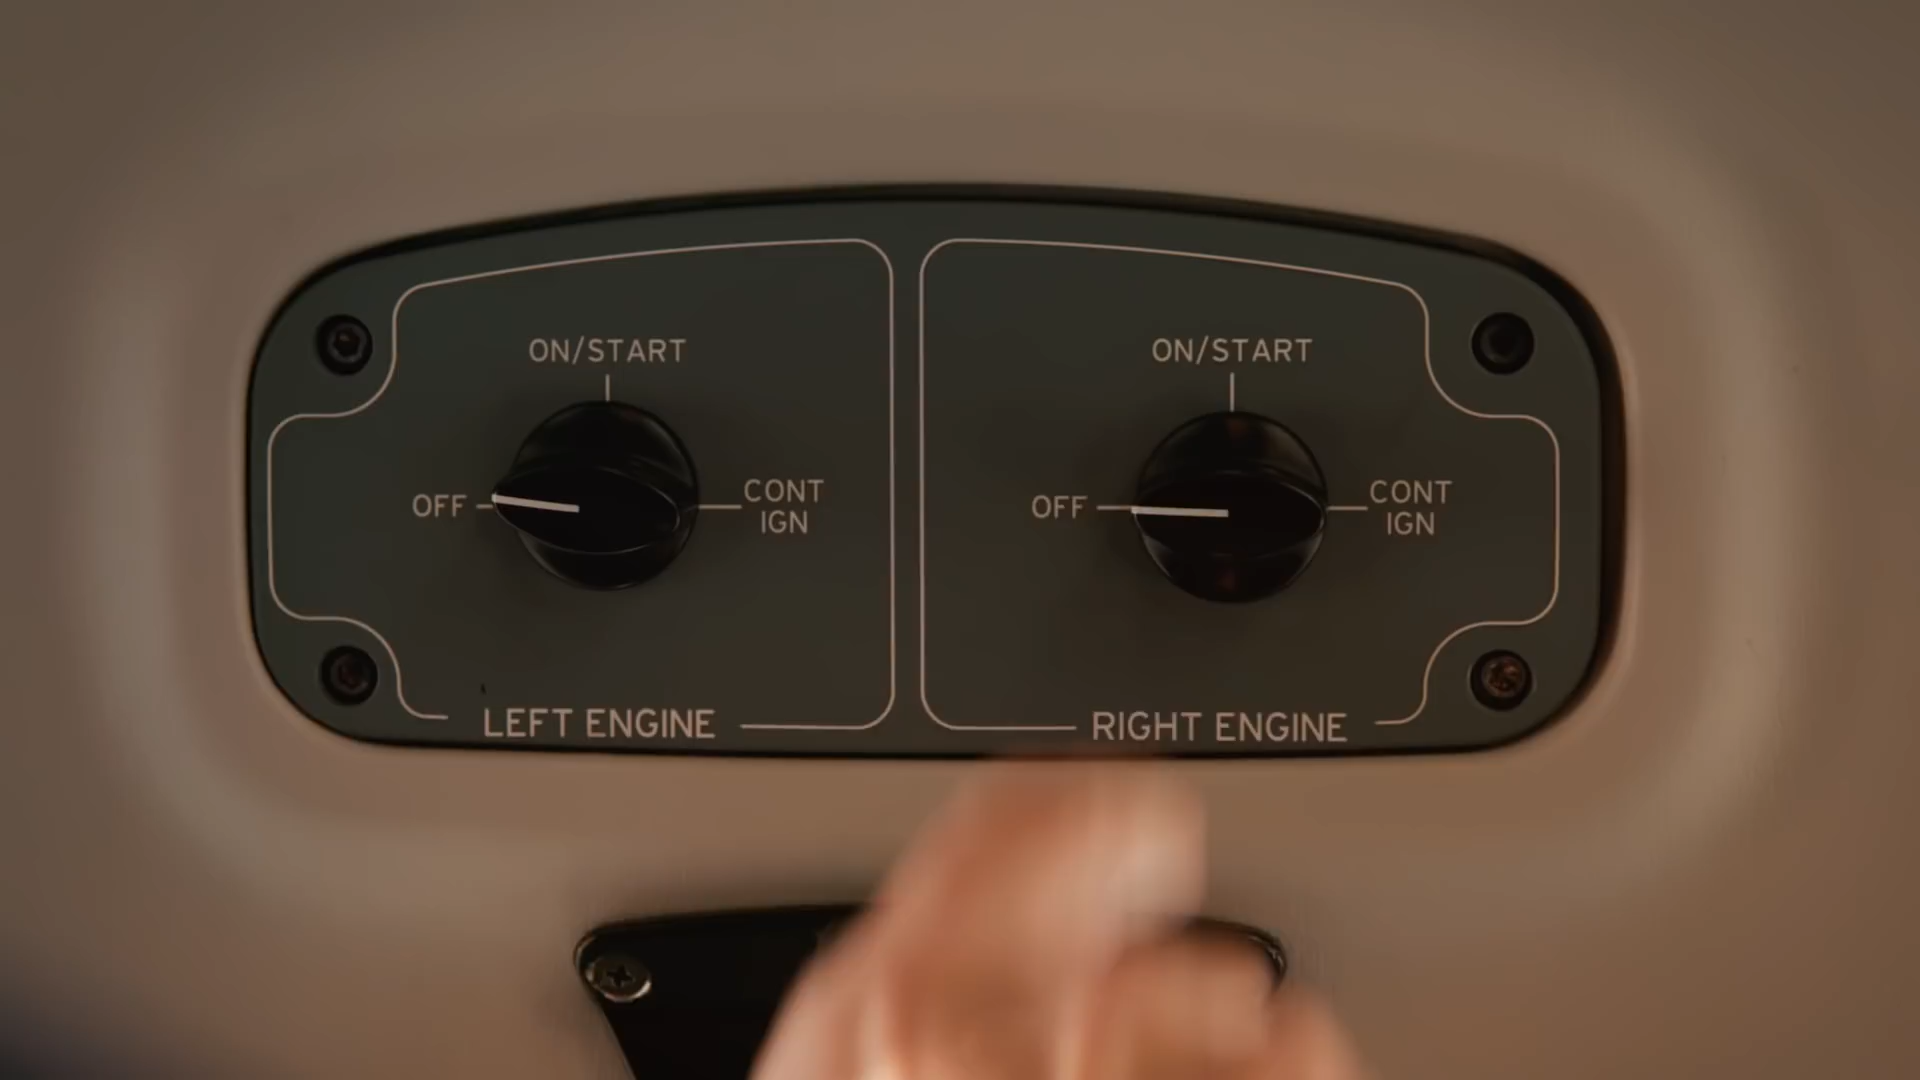 ON/START
OFF
CONT
IGN
LEFT ENGINE
ON/START
OFF
CONT
IGN
RIGHT ENGINE